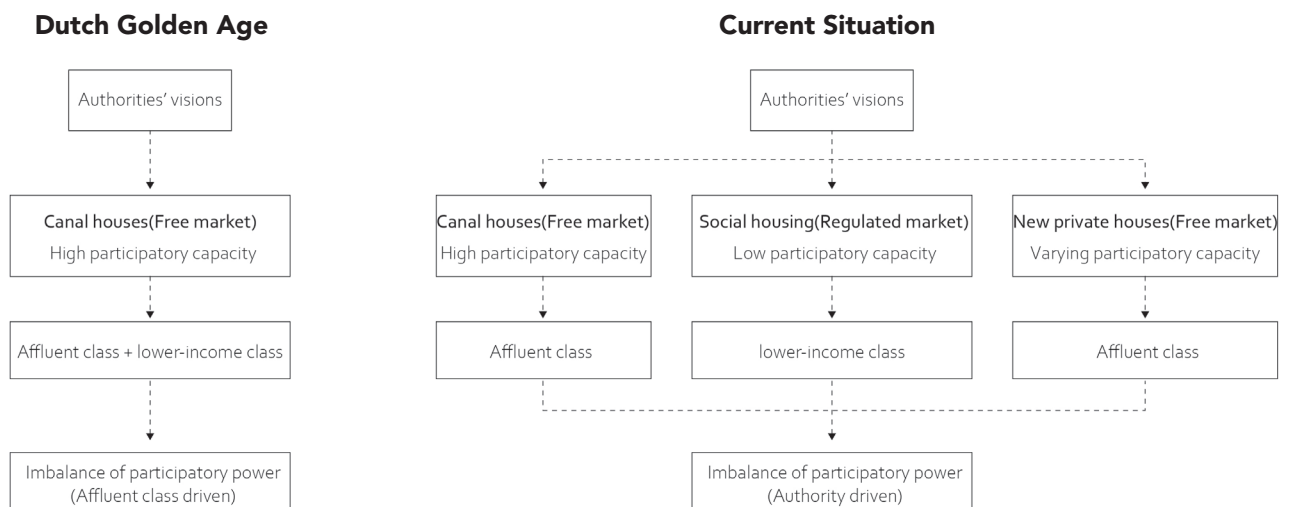 Dutch Golden Age
Authorities' visions
Canal houses(Free market)
High participatory capacity
Affluent class + lower-income class
Imbalance of participatory power
(Affluent class driven)
Current Situation
Authorities' visions
Canal houses(Free market)
High participatory capacity
Social housing(Regulated market)
Low participatory capacity
New private houses(Free market)
Varying participatory capacity
Affluent class
lower-income class
Affluent class
Imbalance of participatory power
(Authority driven)